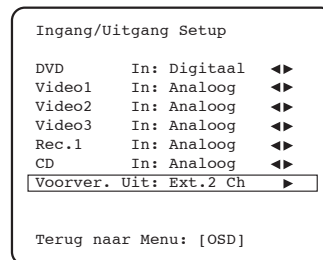 Ingang/Uitgang Setup
DVD In: Digitaal ◀▶
Video1 In: Analoog ◀▶
Video2 In: Analoog ◀▶
Video3 In: Analoog ◀▶
Rec.1 In: Analoog ◀▶
CD In: Analoog ◀▶
Voorver. Uit: Ext.2 Ch ▶
Terug naar Menu: [OSD]